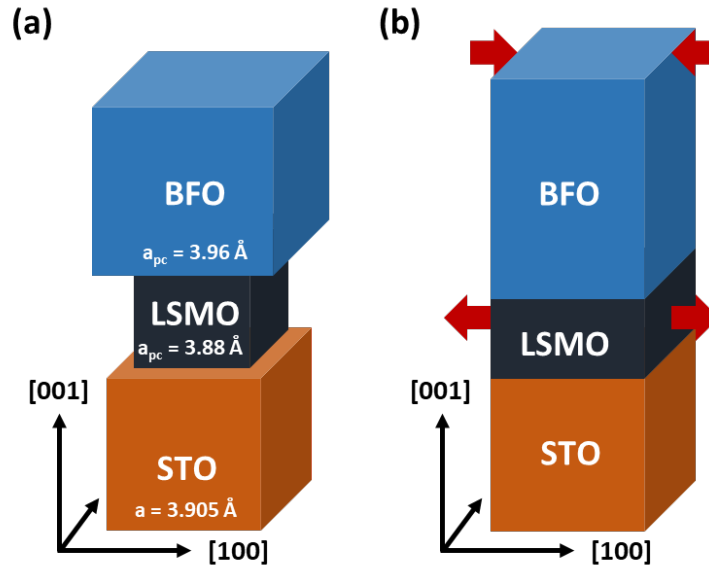 (a)
BFO
a_pc = 3.96 Å
LSMO
a_pc = 3.88 Å
[001]
STO
a = 3.905 Å
[100]
(b)
BFO
LSMO
[001]
STO
[100]